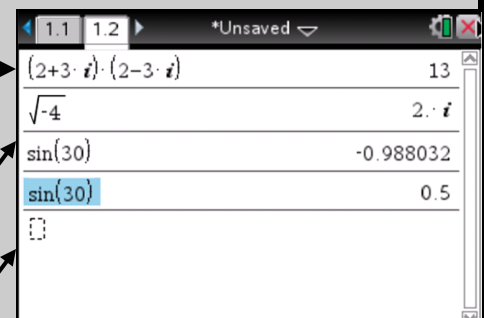 1.1 1.2 *Unsaved
(2+3·i)·(2−3·i) 13
√-4 2.·i
sin(30) -0.988032
sin(30) 0.5